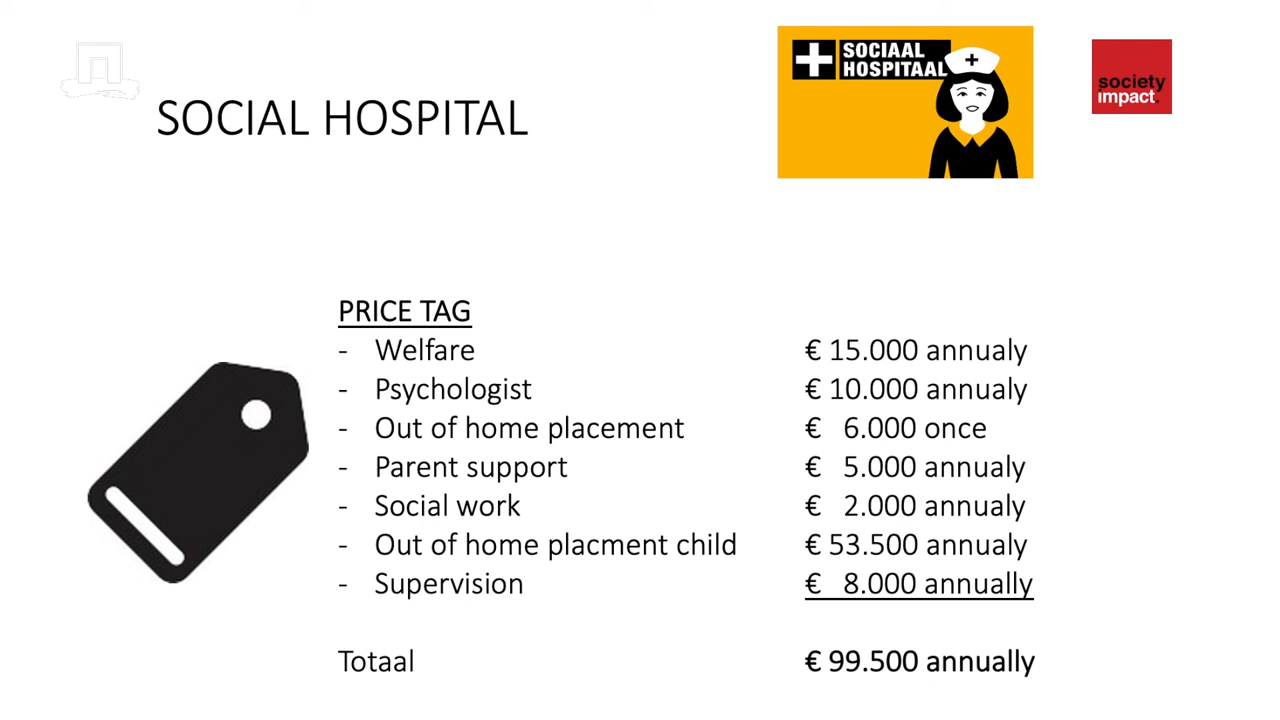 SOCIAL HOSPITAL
SOCIAAL
HOSPITAAL
society
impact.
PRICE TAG
- Welfare € 15.000 annualy
- Psychologist € 10.000 annualy
- Out of home placement € 6.000 once
- Parent support € 5.000 annualy
- Social work € 2.000 annualy
- Out of home placment child € 53.500 annualy
- Supervision € 8.000 annually
Totaal € 99.500 annually